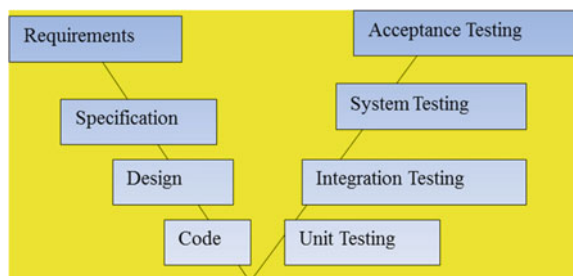 Requirements
Acceptance Testing
Specification
System Testing
Design
Integration Testing
Code
Unit Testing